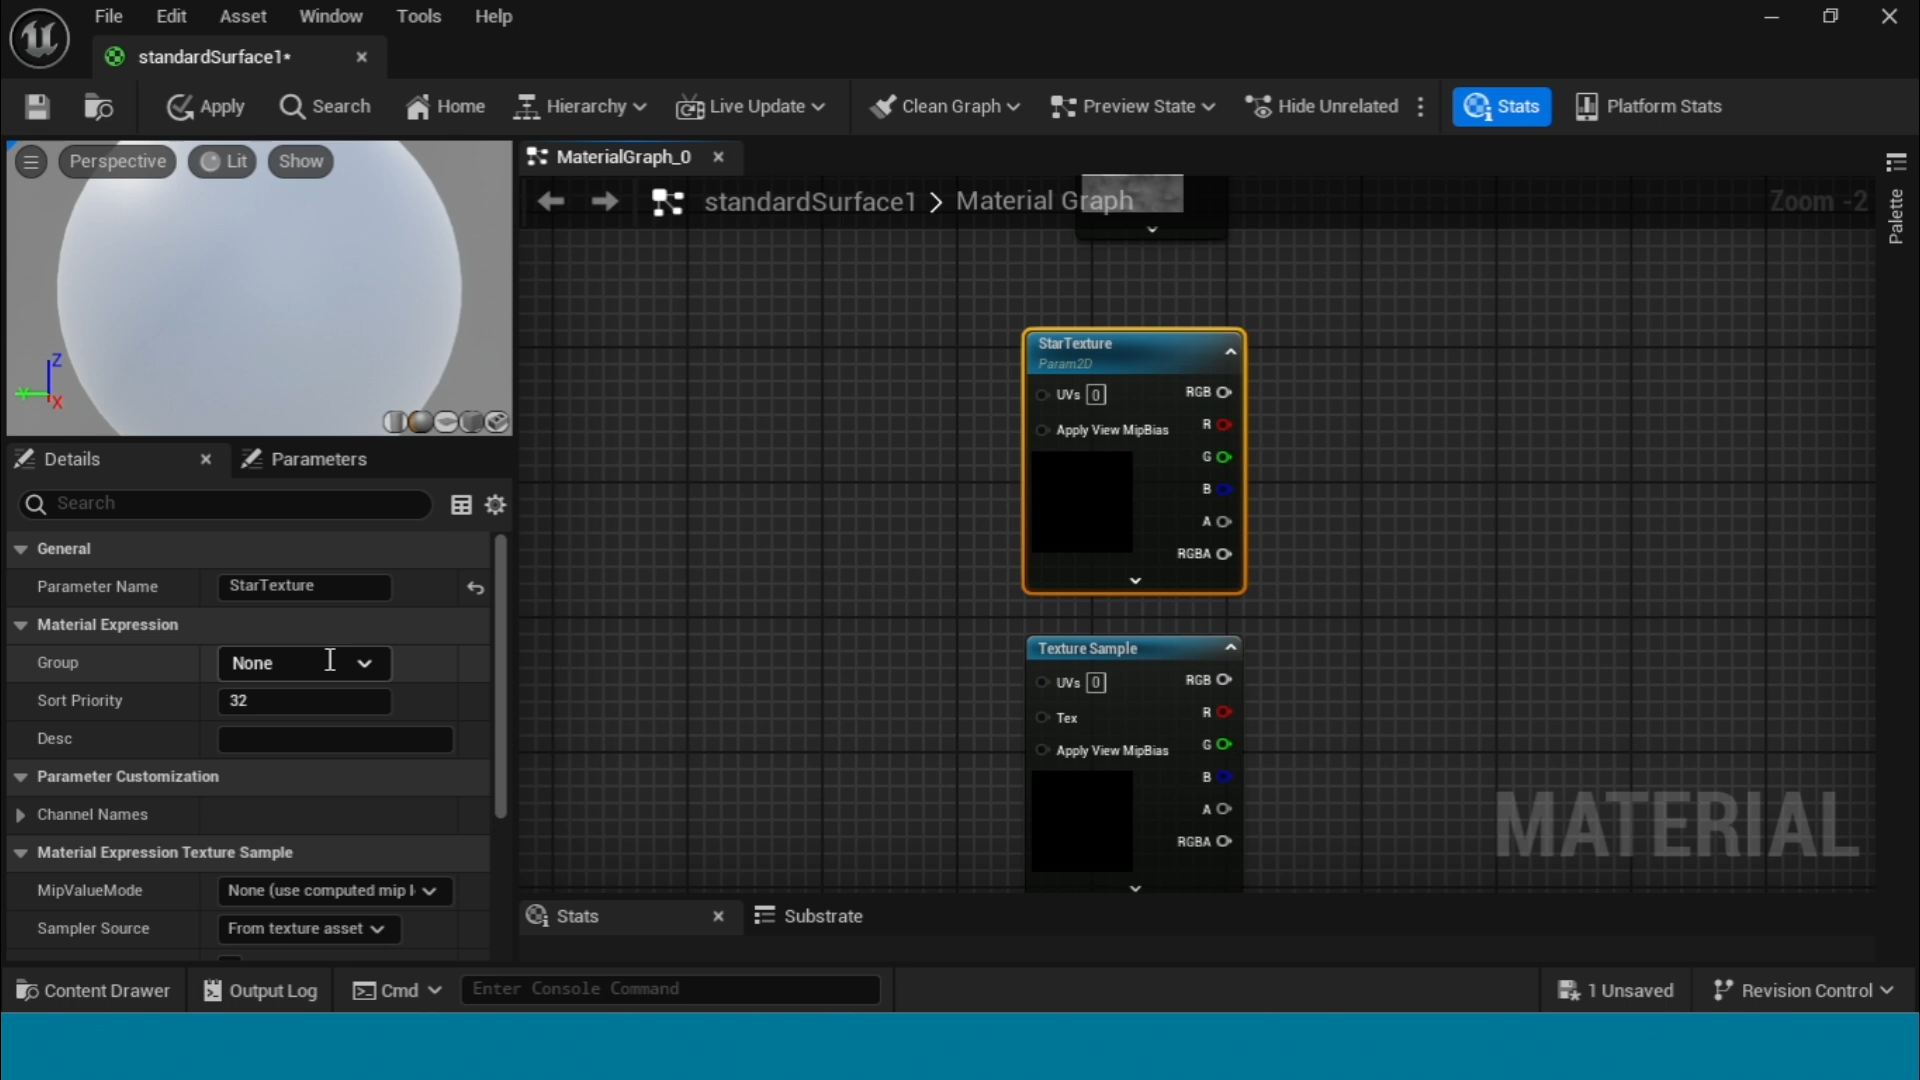 File Edit Asset Window Tools Help
standardSurface1*
Apply Search Home Hierarchy Live Update Clean Graph Preview State Hide Unrelated Stats Platform Stats
Perspective Lit Show
MaterialGraph_0
standardSurface1 > Material Graph
Zoom -2
Palette
Z
Y
X
Details Parameters
Search
General
Parameter Name StarTexture
Material Expression
Group None
Sort Priority 32
Desc
Parameter Customization
Channel Names
Material Expression Texture Sample
MipValueMode None (use computed mip l
Sampler Source From texture asset
StarTexture
Param2D
UVs 0 RGB
R
Apply View MipBias
G
B
A
RGBA
Texture Sample
UVs 0 RGB
R
Tex
G
Apply View MipBias
B
A
RGBA
MATERIAL
Stats Substrate
Content Drawer Output Log Cmd Enter Console Command 1 Unsaved Revision Control